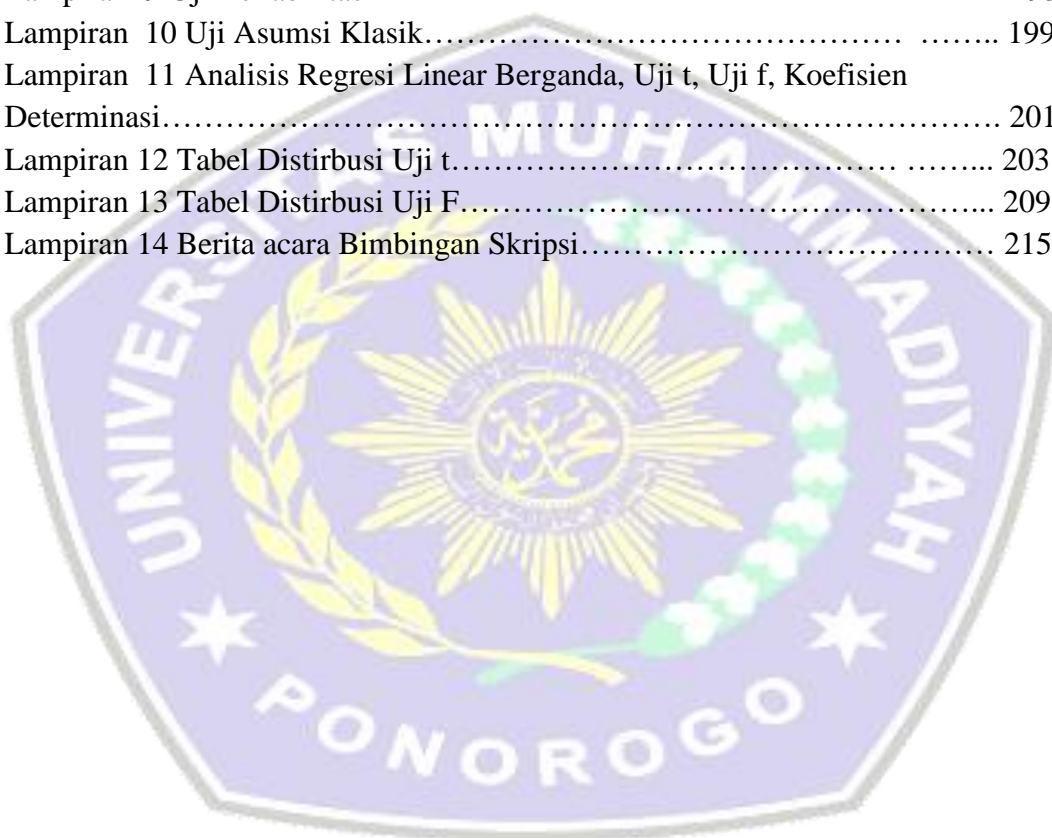 Lampiran 10 Uji Asumsi Klasik………………………………………… …….. 199
Lampiran 11 Analisis Regresi Linear Berganda, Uji t, Uji f, Koefisien
Determinasi……………………………………………………………………. 201
Lampiran 12 Tabel Distirbusi Uji t……………………………………… ……... 203
Lampiran 13 Tabel Distirbusi Uji F……………………………………………... 209
Lampiran 14 Berita acara Bimbingan Skripsi………………………………… 215
UNIVERSITAS MUHAMMADIYAH
PONOROGO
محمدية